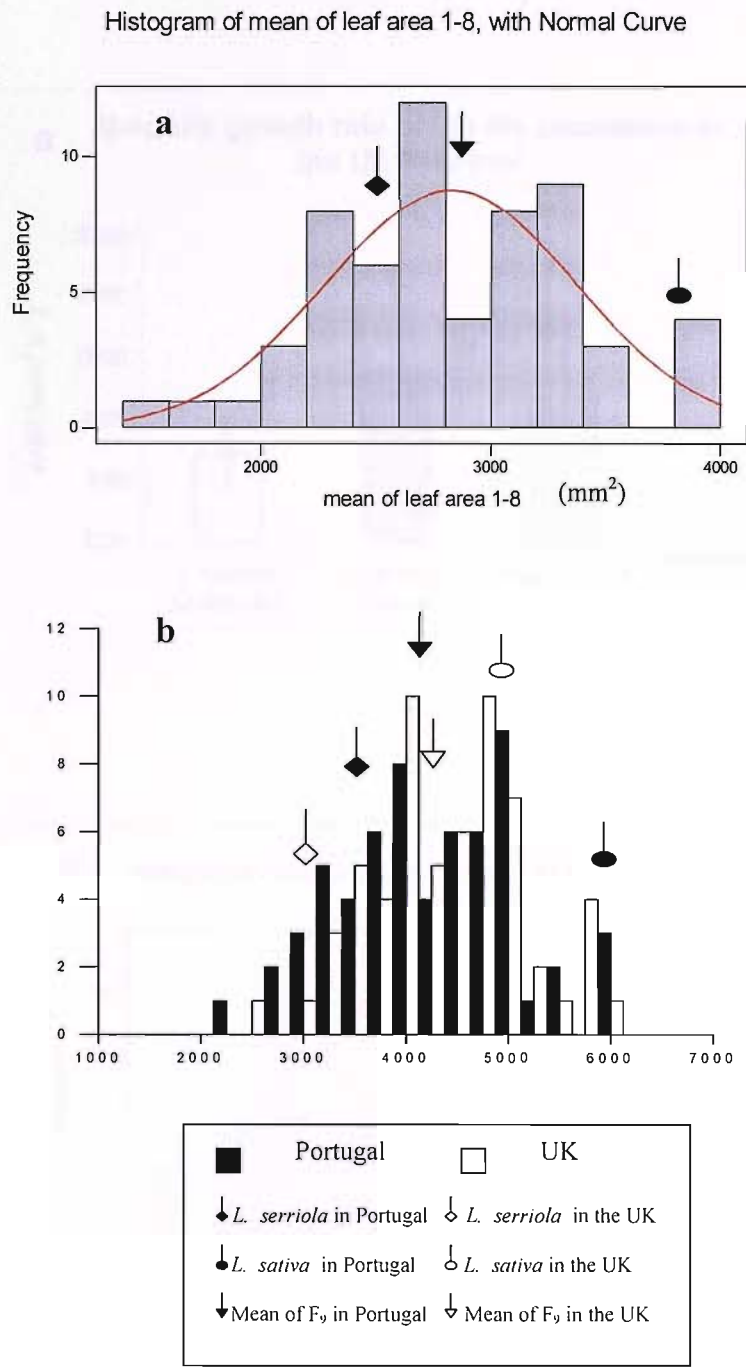 Histogram of mean of leaf area 1-8, with Normal Curve
a
Frequency
10
5
0
2000 3000 4000
mean of leaf area 1-8 (mm²)
b
12
10
8
6
4
2
0
1000 2000 3000 4000 5000 6000 7000
Portugal UK
L. serriola in Portugal L. serriola in the UK
L. sativa in Portugal L. sativa in the UK
Mean of F₉ in Portugal Mean of F₉ in the UK